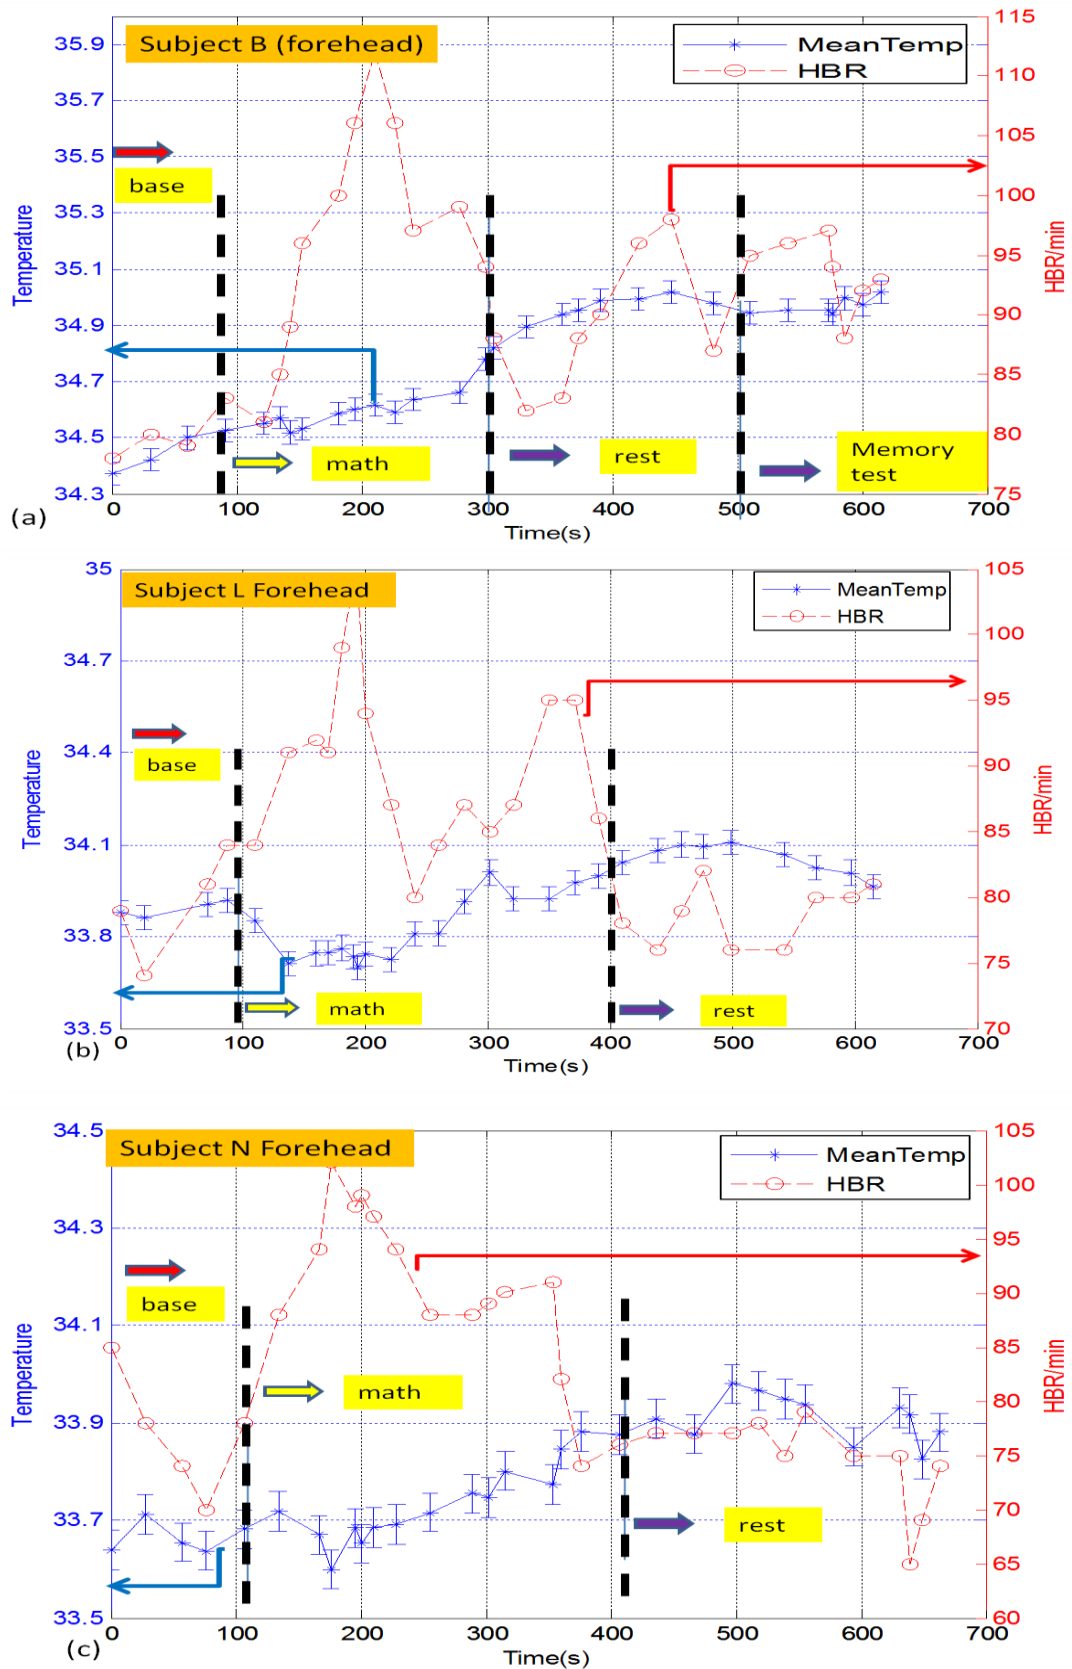 Subject B (forehead)
MeanTemp
HBR
35.9
35.7
35.5
35.3
35.1
34.9
34.7
34.5
34.3
Temperature
115
110
105
100
95
90
85
80
75
HBR/min
base
math
rest
Memory
test
0
100
200
300
400
500
600
700
Time(s)
(a)
Subject L Forehead
MeanTemp
HBR
35
34.7
34.4
34.1
33.8
33.5
Temperature
105
100
95
90
85
80
75
70
HBR/min
base
math
rest
0
100
200
300
400
500
600
700
Time(s)
(b)
Subject N Forehead
MeanTemp
HBR
34.5
34.3
34.1
33.9
33.7
33.5
Temperature
105
100
95
90
85
80
75
70
65
60
HBR/min
base
math
rest
0
100
200
300
400
500
600
700
Time(s)
(c)